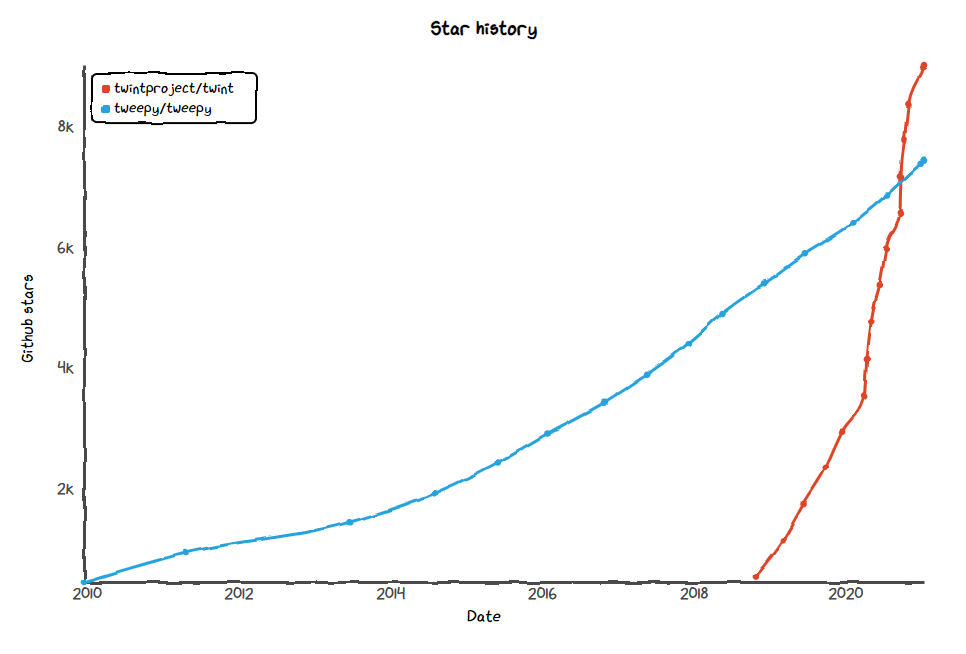 Star history
twintproject/twint
tweepy/tweepy
8K
6K
4K
2K
Github stars
2010 2012 2014 2016 2018 2020
Date